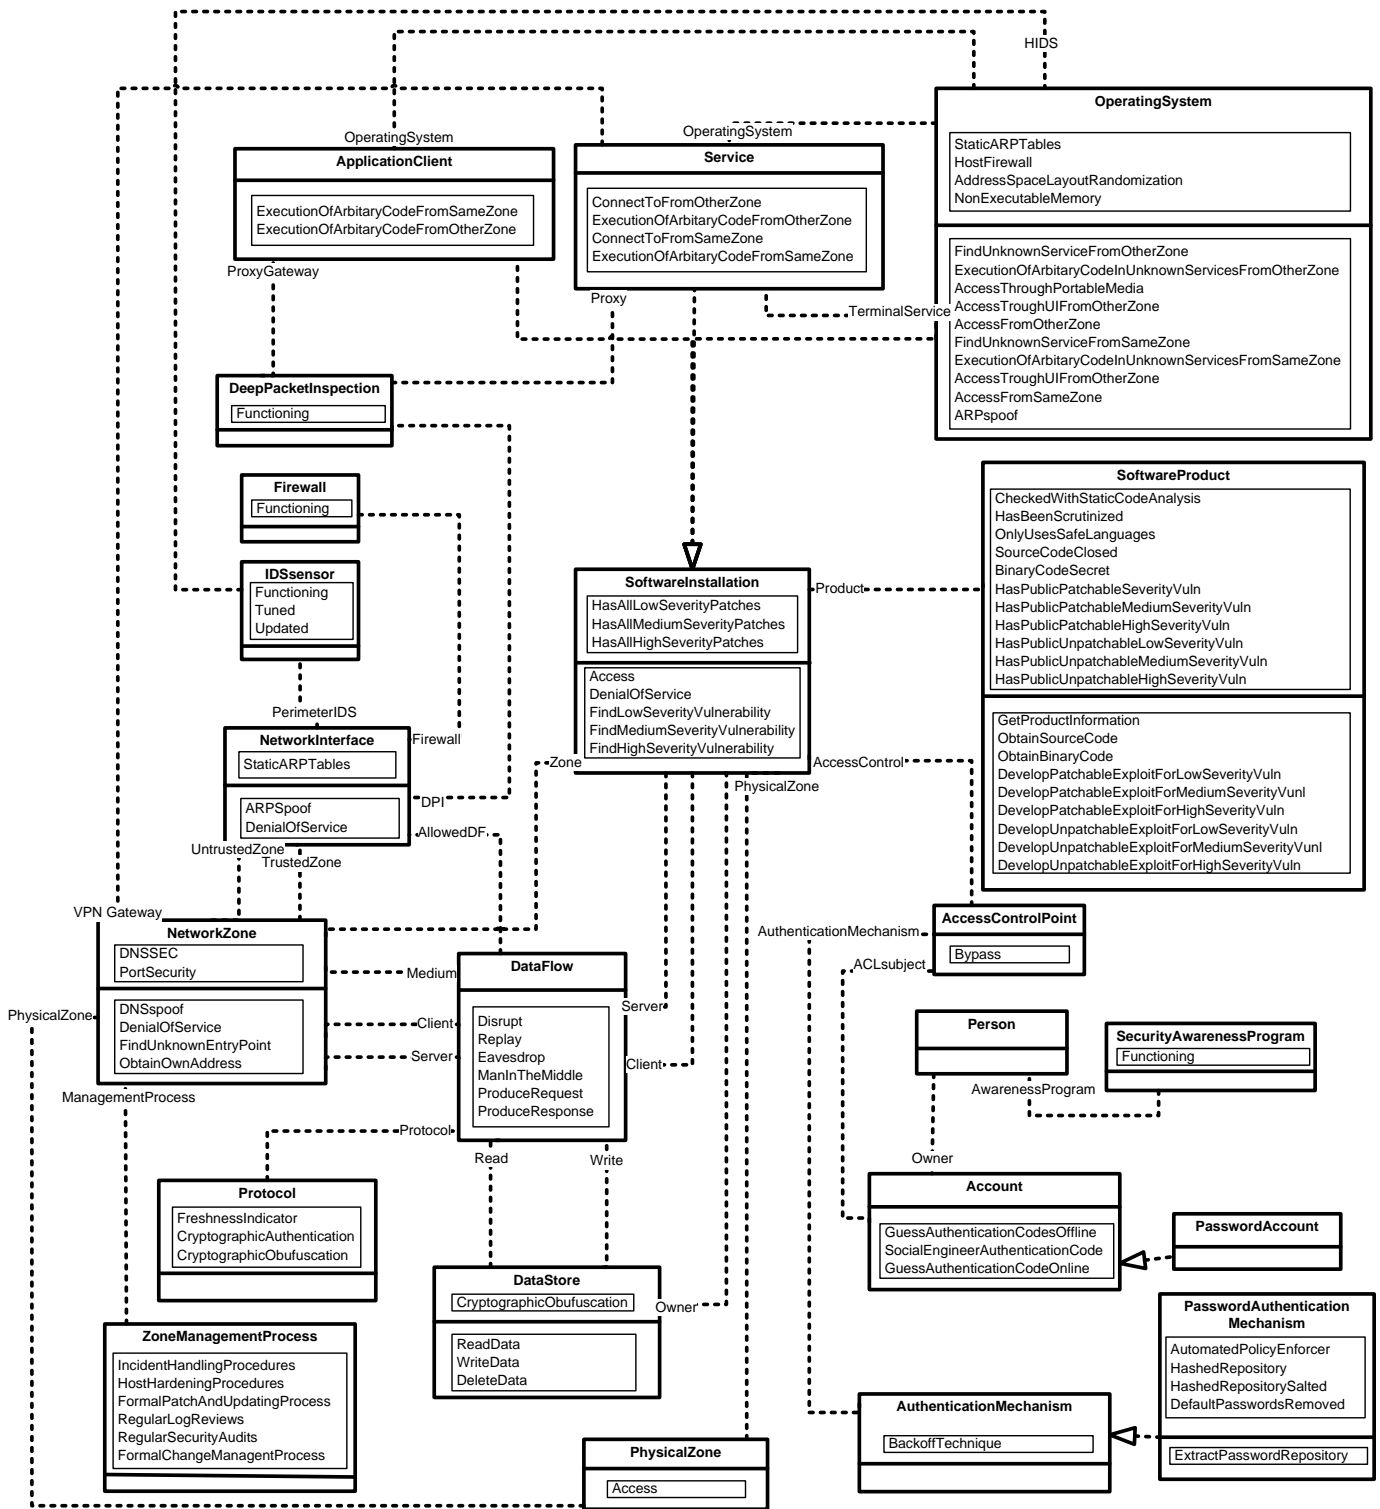 HIDS
OperatingSystem
StaticARPTables
HostFirewall
AddressSpaceLayoutRandomization
NonExecutableMemory
FindUnknownServiceFromOtherZone
ExecutionOfArbitaryCodeInUnknownServicesFromOtherZone
AccessThroughPortableMedia
AccessTroughUIFromOtherZone
AccessFromOtherZone
FindUnknownServiceFromSameZone
ExecutionOfArbitaryCodeInUnknownServicesFromSameZone
AccessTroughUIFromOtherZone
AccessFromSameZone
ARPspoof
OperatingSystem
ApplicationClient
ExecutionOfArbitaryCodeFromSameZone
ExecutionOfArbitaryCodeFromOtherZone
ProxyGateway
OperatingSystem
Service
ConnectToFromOtherZone
ExecutionOfArbitaryCodeFromOtherZone
ConnectToFromSameZone
ExecutionOfArbitaryCodeFromSameZone
Proxy
TerminalService
DeepPacketInspection
Functioning
Firewall
Functioning
IDSsensor
Functioning
Tuned
Updated
PerimeterIDS
NetworkInterface
StaticARPTables
ARPSpoof
DenialOfService
Firewall
DPI
AllowedDF
UntrustedZone
TrustedZone
SoftwareInstallation
HasAllLowSeverityPatches
HasAllMediumSeverityPatches
HasAllHighSeverityPatches
Access
DenialOfService
FindLowSeverityVulnerability
FindMediumSeverityVulnerability
FindHighSeverityVulnerability
Product
Zone
AccessControl
PhysicalZone
SoftwareProduct
CheckedWithStaticCodeAnalysis
HasBeenScrutinized
OnlyUsesSafeLanguages
SourceCodeClosed
BinaryCodeSecret
HasPublicPatchableSeverityVuln
HasPublicPatchableMediumSeverityVuln
HasPublicPatchableHighSeverityVuln
HasPublicUnpatchableLowSeverityVuln
HasPublicUnpatchableMediumSeverityVuln
HasPublicUnpatchableHighSeverityVuln
GetProductInformation
ObtainSourceCode
ObtainBinaryCode
DevelopPatchableExploitForLowSeverityVuln
DevelopPatchableExploitForMediumSeverityVunl
DevelopPatchableExploitForHighSeverityVuln
DevelopUnpatchableExploitForLowSeverityVuln
DevelopUnpatchableExploitForMediumSeverityVunl
DevelopUnpatchableExploitForHighSeverityVuln
VPN Gateway
NetworkZone
DNSSEC
PortSecurity
DNSspoof
DenialOfService
FindUnknownEntryPoint
ObtainOwnAddress
PhysicalZone
ManagementProcess
Medium
Client
Server
DataFlow
Disrupt
Replay
Eavesdrop
ManInTheMiddle
ProduceRequest
ProduceResponse
Server
Client
Protocol
Read
Write
AccessControlPoint
Bypass
AuthenticationMechanism
ACLsubject
Person
SecurityAwarenessProgram
Functioning
AwarenessProgram
Owner
Account
GuessAuthenticationCodesOffline
SocialEngineerAuthenticationCode
GuessAuthenticationCodeOnline
PasswordAccount
Protocol
FreshnessIndicator
CryptographicAuthentication
CryptographicObufuscation
DataStore
CryptographicObufuscation
ReadData
WriteData
DeleteData
Owner
ZoneManagementProcess
IncidentHandlingProcedures
HostHardeningProcedures
FormalPatchAndUpdatingProcess
RegularLogReviews
RegularSecurityAudits
FormalChangeManagentProcess
PasswordAuthentication
Mechanism
AutomatedPolicyEnforcer
HashedRepository
HashedRepositorySalted
DefaultPasswordsRemoved
ExtractPasswordRepository
AuthenticationMechanism
BackoffTechnique
PhysicalZone
Access